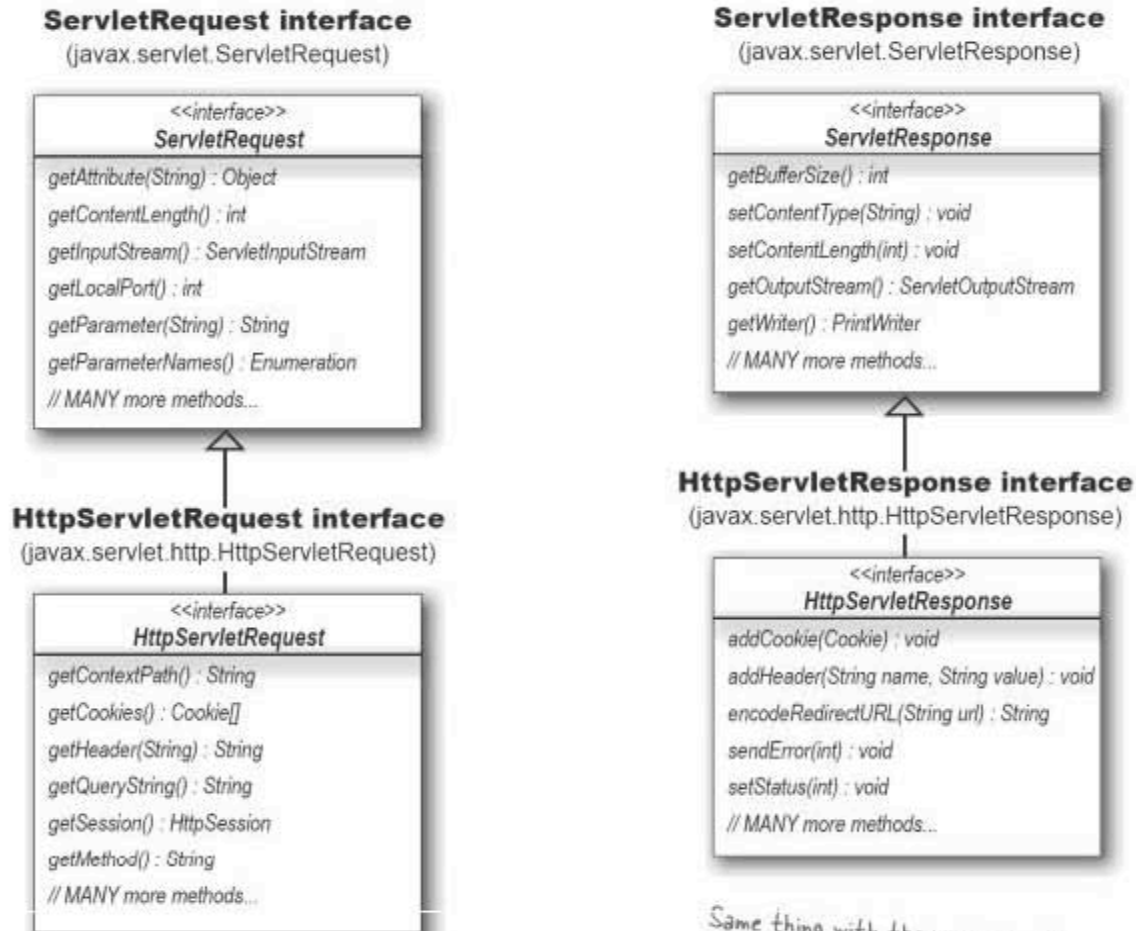 ServletRequest interface
(javax.servlet.ServletRequest)
<<interface>>
ServletRequest
getAttribute(String) : Object
getContentLength() : int
getInputStream() : ServletInputStream
getLocalPort() : int
getParameter(String) : String
getParameterNames() : Enumeration
// MANY more methods...
HttpServletRequest interface
(javax.servlet.http.HttpServletRequest)
<<interface>>
HttpServletRequest
getContextPath() : String
getCookies() : Cookie[]
getHeader(String) : String
getQueryString() : String
getSession() : HttpSession
getMethod() : String
// MANY more methods...
ServletResponse interface
(javax.servlet.ServletResponse)
<<interface>>
ServletResponse
getBufferSize() : int
setContentType(String) : void
setContentLength(int) : void
getOutputStream() : ServletOutputStream
getWriter() : PrintWriter
// MANY more methods...
HttpServletResponse interface
(javax.servlet.http.HttpServletResponse)
<<interface>>
HttpServletResponse
addCookie(Cookie) : void
addHeader(String name, String value) : void
encodeRedirectURL(String url) : String
sendError(int) : void
setStatus(int) : void
// MANY more methods...
Same thing with